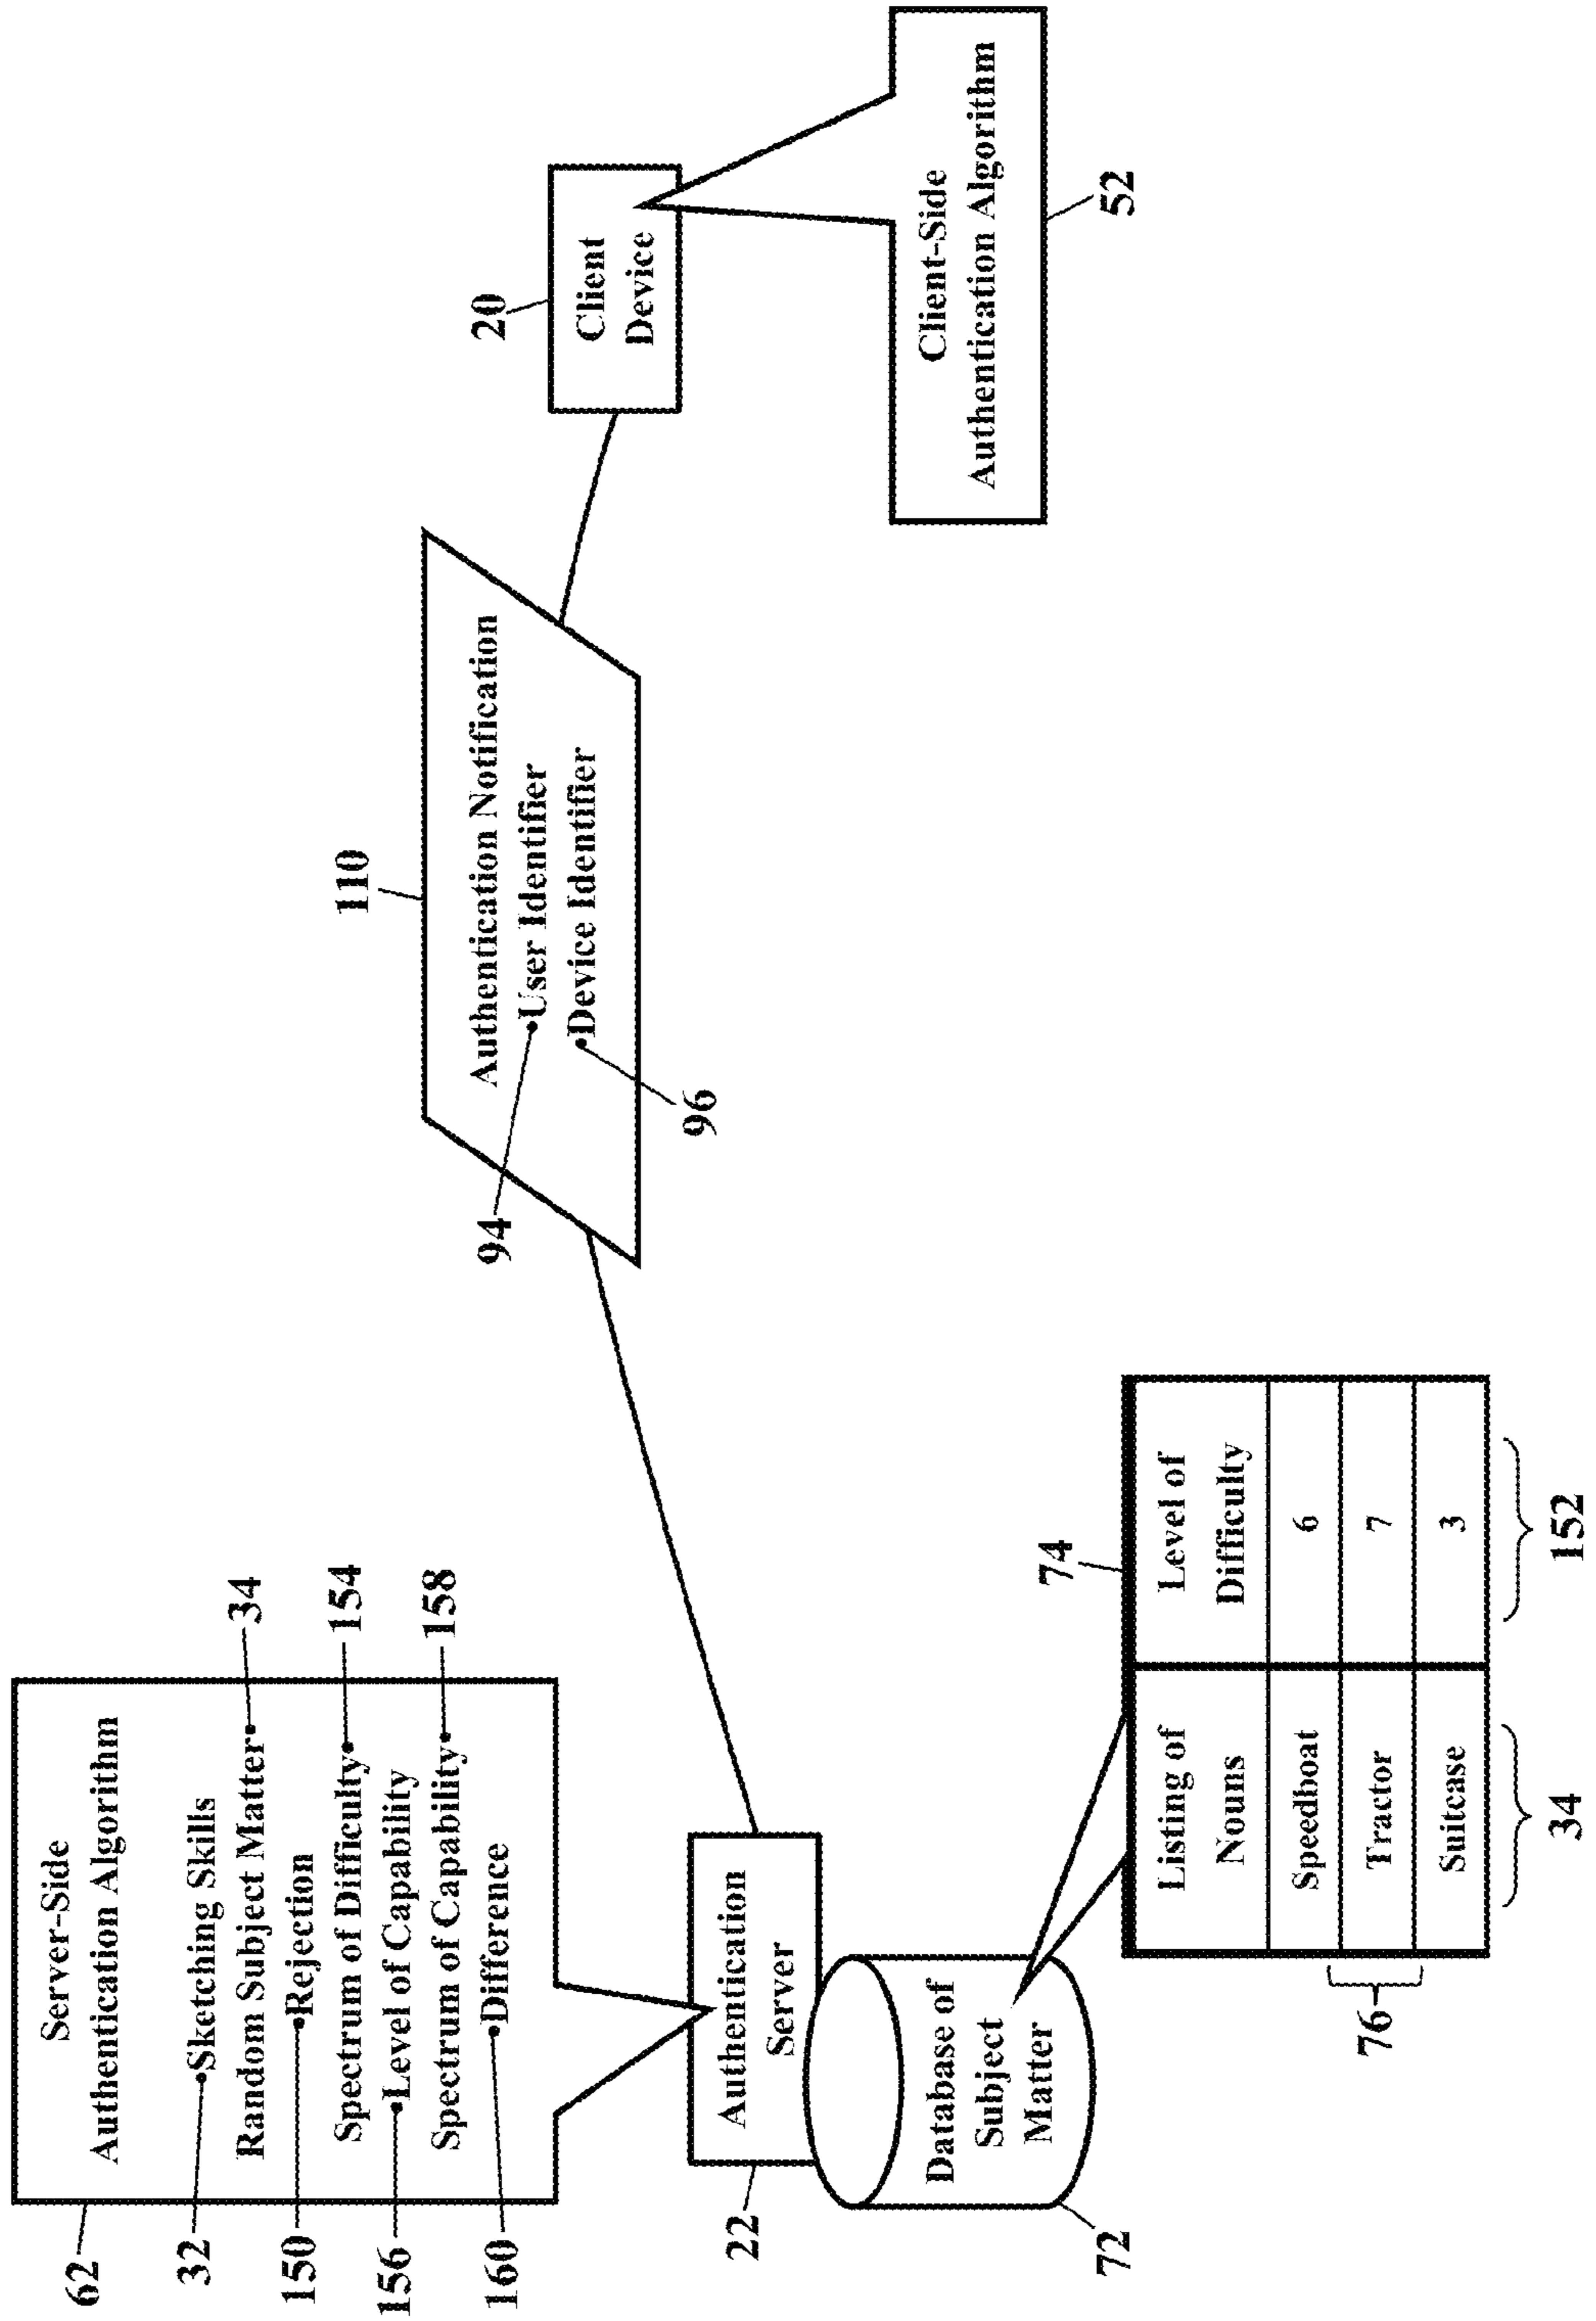 62
Server-Side
Authentication Algorithm
32
Sketching Skills
Random Subject Matter
34
150
Rejection
Spectrum of Difficulty
154
156
Level of Capability
Spectrum of Capability
158
160
Difference
22
Authentication
Server
72
Database of
Subject
Matter
74
Listing of
Nouns
Level of
Difficulty
Speedboat
6
76
Tractor
7
Suitcase
3
34
152
110
Authentication Notification
94
User Identifier
Device Identifier
96
20
Client
Device
Client-Side
Authentication Algorithm
52